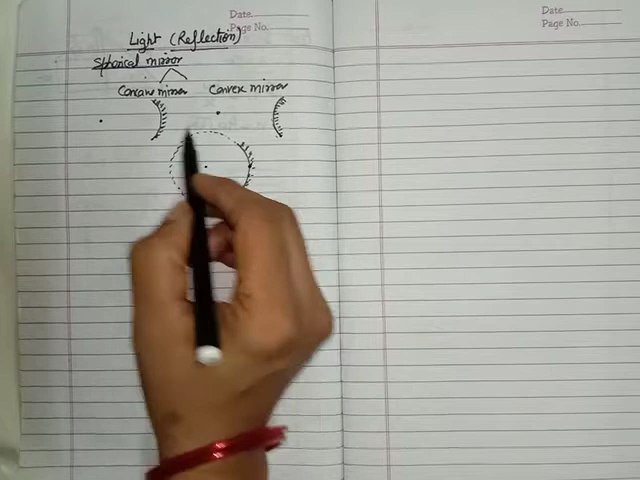 Date
Page No.
Date
Page No.
Light (Reflection)
Spherical mirror
Concave mirror Convex mirror